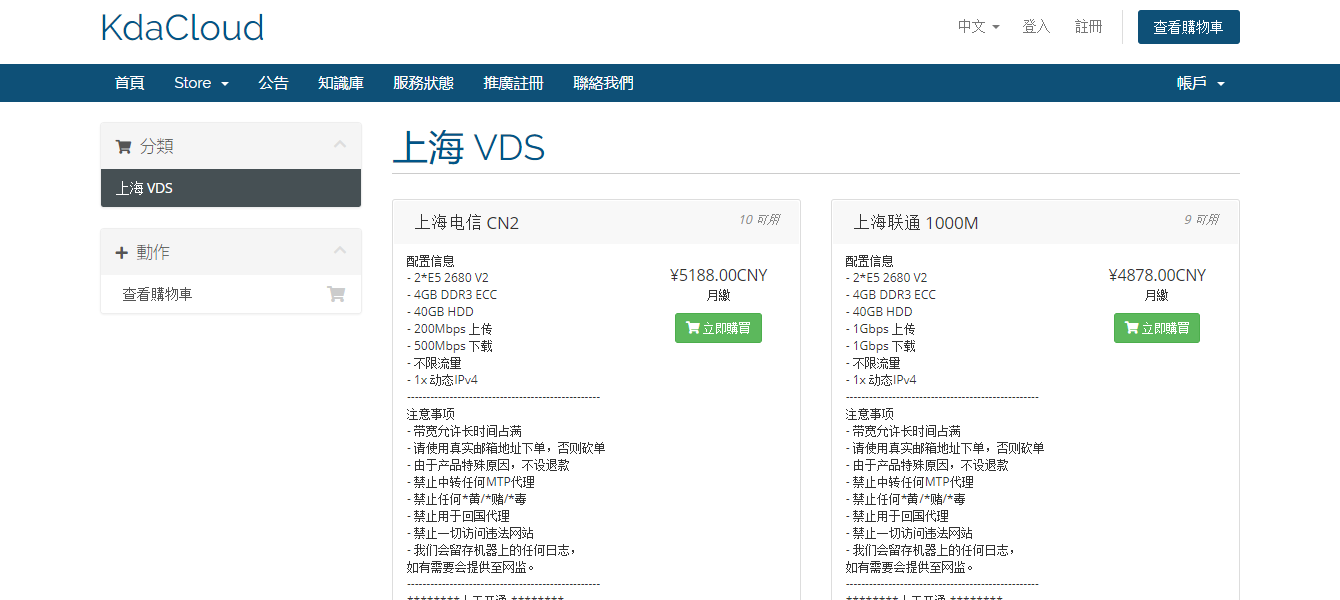 KdaCloud
中文 登入 註冊 查看購物車
首頁 Store 公告 知識庫 服務狀態 推廣註冊 聯絡我們 帳戶
分類
上海 VDS
動作
查看購物車
上海 VDS
上海电信 CN2
10 可用
配置信息
- 2*E5 2680 V2
- 4GB DDR3 ECC
- 40GB HDD
- 200Mbps 上传
- 500Mbps 下载
- 不限流量
- 1x 动态IPv4
------------------------------------------------
注意事项
- 带宽允许长时间占满
- 请使用真实邮箱地址下单，否则砍单
- 由于产品特殊原因，不设退款
- 禁止中转任何MTP代理
- 禁止任何*黄/*赌/*毒
- 禁止用于回国代理
- 禁止一切访问违法网站
- 我们会留存机器上的任何日志，
如有需要会提供至网监。
------------------------------------------------
¥5188.00CNY
月繳
立即購買
上海联通 1000M
9 可用
配置信息
- 2*E5 2680 V2
- 4GB DDR3 ECC
- 40GB HDD
- 1Gbps 上传
- 1Gbps 下载
- 不限流量
- 1x 动态IPv4
------------------------------------------------
注意事项
- 带宽允许长时间占满
- 请使用真实邮箱地址下单，否则砍单
- 由于产品特殊原因，不设退款
- 禁止中转任何MTP代理
- 禁止任何*黄/*赌/*毒
- 禁止用于回国代理
- 禁止一切访问违法网站
- 我们会留存机器上的任何日志，
如有需要会提供至网监。
------------------------------------------------
¥4878.00CNY
月繳
立即購買